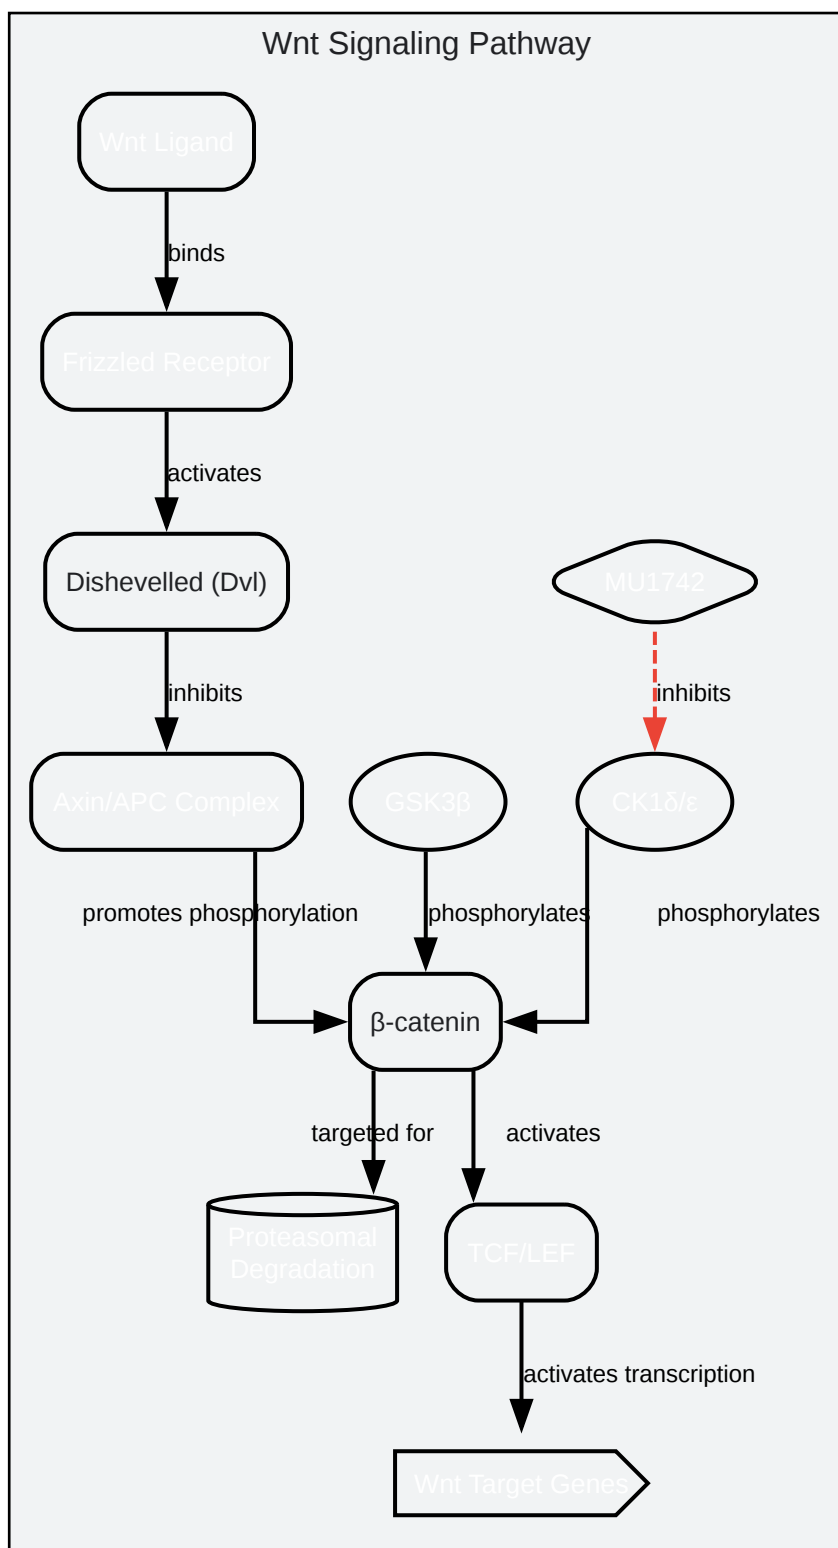 Wnt Signaling Pathway
Wnt Ligand
binds
Frizzled Receptor
activates
Dishevelled (Dvl)
MU1742
inhibits
inhibits
Axin/APC Complex
GSK3β
CK1δ/ε
promotes phosphorylation
phosphorylates
phosphorylates
β-catenin
targeted for
activates
Proteasomal
Degradation
TCF/LEF
activates transcription
Wnt Target Genes